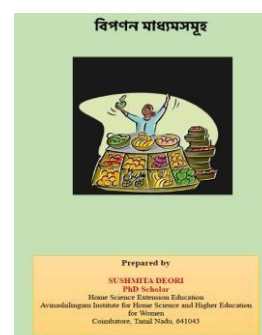 বিপণন মাধ্যমসমূহ
Prepared by
SUSHMITA DEORI
PhD Scholar
Home Science Extension Education
Avinashilingam Institute for Home Science and Higher Education
for Women
Coimbatore, Tamil Nadu, 641043